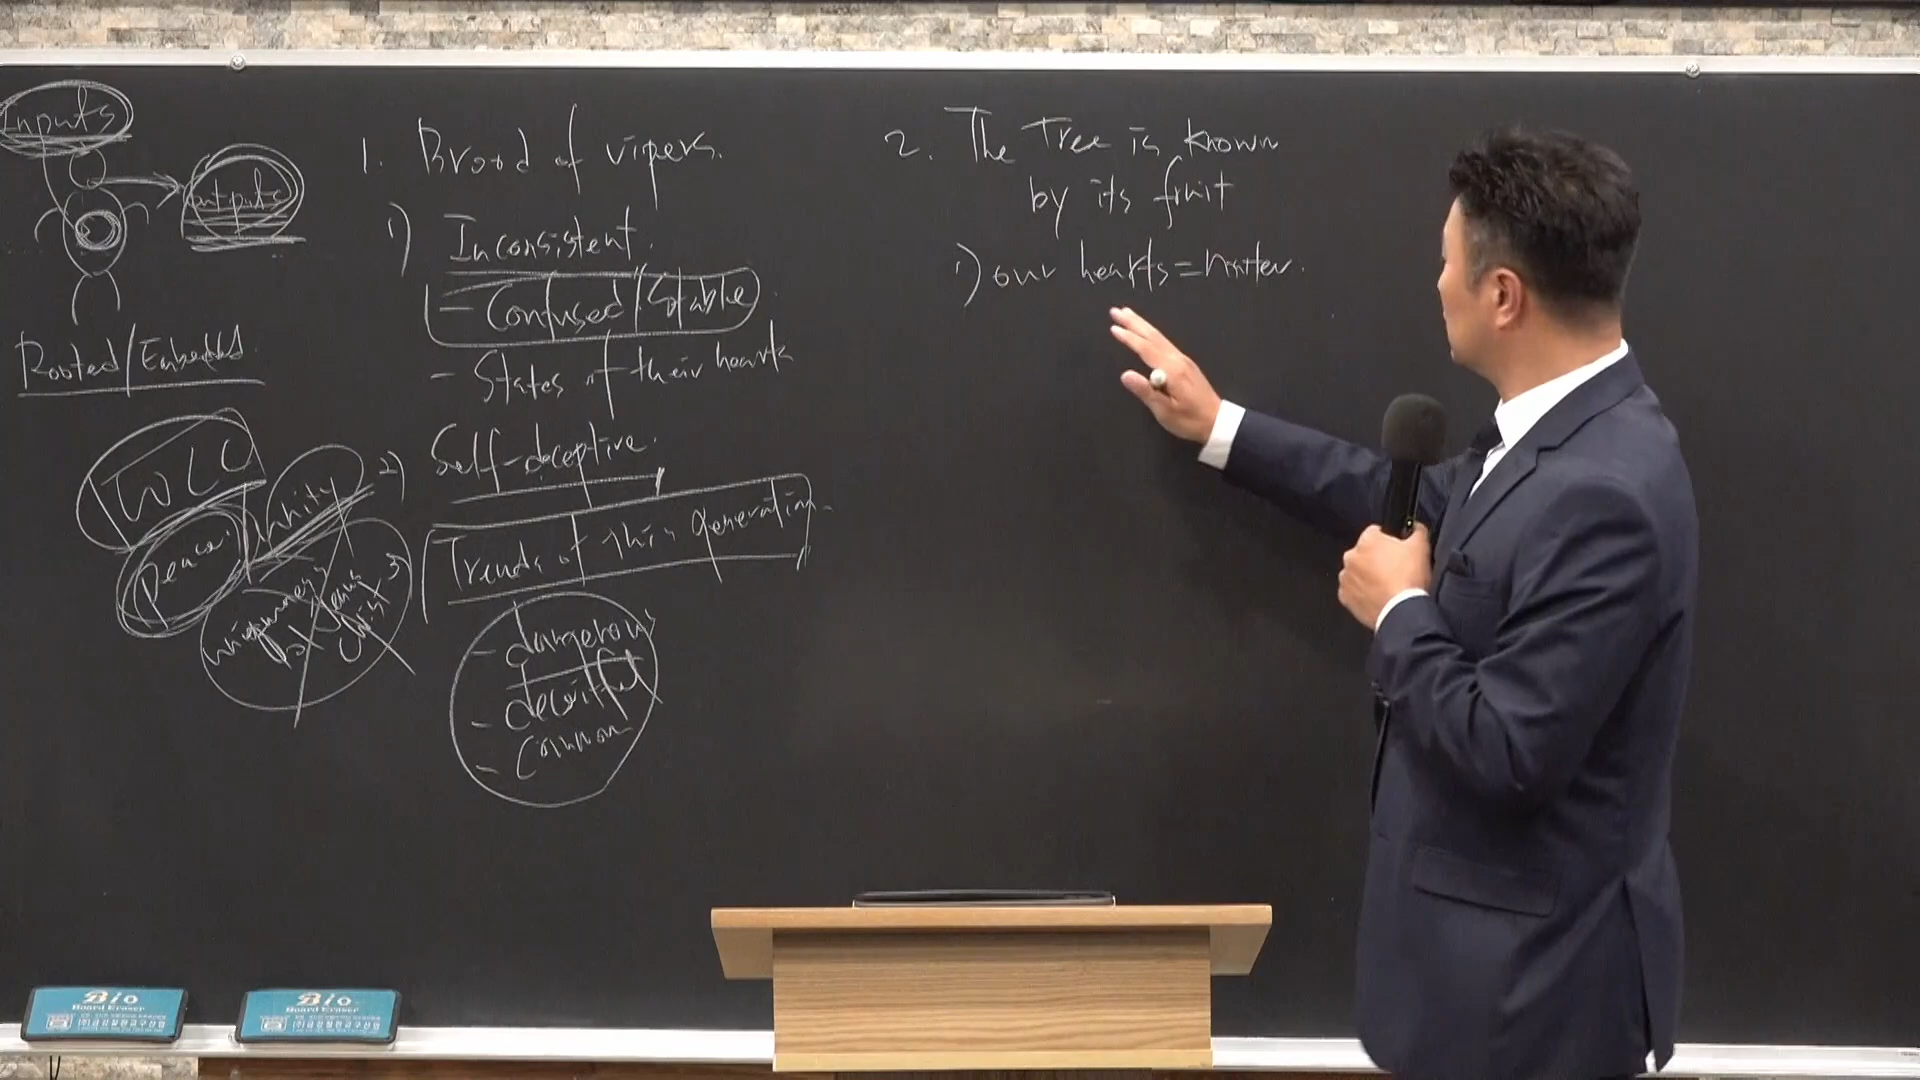 Inputs
outputs
Rooted/Embedded
WCC
Unity
peace
uniqueness
of Jesus
Christ
1. Brood of vipers.
1) Inconsistent.
- Confused/Stable
- States of their hearts
2) Self-deceptive.
3) Trends of this generation
- dangerous
- deceitful
- common
2. The Tree is known
by its fruit
1) our hearts = matter.
Bio
Board Eraser
Bio
Board Eraser